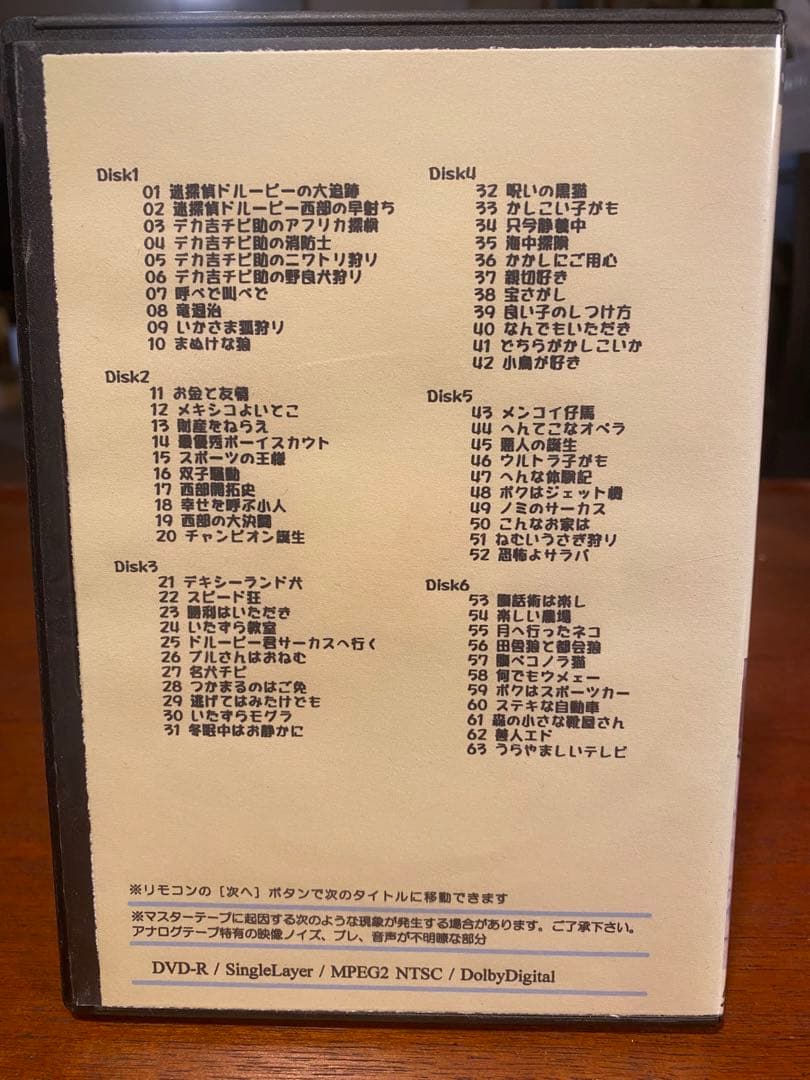 Disk1
01 迷探偵ドルーピーの大追跡
02 迷探偵ドルーピー西部の早射ち
03 デカ吉チビ助のアフリカ探検
04 デカ吉チビ助の消防士
05 デカ吉チビ助のニワトリ狩り
06 デカ吉チビ助の野良犬狩り
07 呼べど叫べど
08 竜退治
09 いかさま狐狩り
10 まぬけな狼
Disk2
11 お金と友情
12 メキシコよいとこ
13 財産をねらえ
14 最優秀ボーイスカウト
15 スポーツの王様
16 双子騒動
17 西部開拓史
18 幸せを呼ぶ小人
19 西部の大決闘
20 チャンピオン誕生
Disk3
21 デキシーランド犬
22 スピード狂
23 勝利はいただき
24 いたずら教室
25 ドルーピー君サーカスへ行く
26 ブルさんはおねむ
27 名犬チビ
28 つかまるのはご免
29 逃げてはみたけでも
30 いたずらモグラ
31 冬眠中はお静かに
Disk4
32 呪いの黒猫
33 かしこい子がも
34 只今静養中
35 海中探険
36 かかしにご用心
37 親切好き
38 宝さがし
39 良い子のしつけ方
40 なんでもいただき
41 どちらがかしこいか
42 小鳥が好き
Disk5
43 メンコイ仔馬
44 へんてこなオペラ
45 悪人の誕生
46 ウルトラ子がも
47 へんな体験記
48 ボクはジェット機
49 ノミのサーカス
50 こんなお家は
51 ねむいうさぎ狩り
52 恐怖よサラバ
Disk6
53 腹話術は楽し
54 楽しい農場
55 月へ行ったネコ
56 田舎狼と都会狼
57 腹ペコノラ猫
58 何でもウメェー
59 ボクはスポーツカー
60 ステキな自動車
61 森の小さな靴屋さん
62 善人エド
63 うらやましいテレビ
※リモコンの［次へ］ボタンで次のタイトルに移動できます
※マスターテープに起因する次のような現象が発生する場合があります。ご了承下さい。
アナログテープ特有の映像ノイズ、ブレ、音声が不明瞭な部分
DVD-R / SingleLayer / MPEG2 NTSC / DolbyDigital